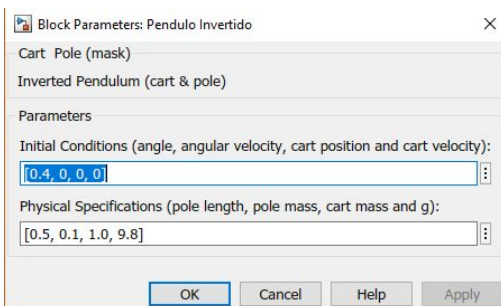 Block Parameters: Pendulo Invertido
Cart Pole (mask)
Inverted Pendulum (cart & pole)
Parameters
Initial Conditions (angle, angular velocity, cart position and cart velocity):
[0.4, 0, 0, 0]
Physical Specifications (pole length, pole mass, cart mass and g):
[0.5, 0.1, 1.0, 9.8]
OK Cancel Help Apply